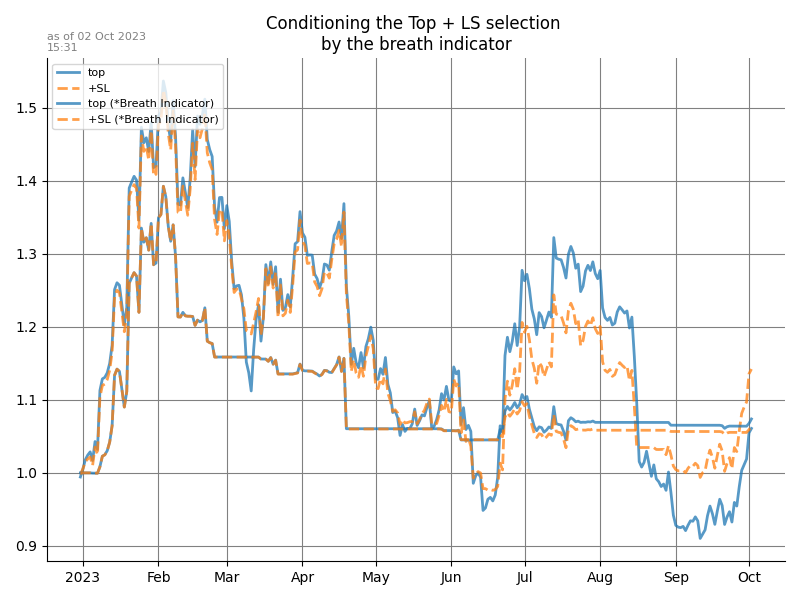 Conditioning the Top + LS selection
by the breath indicator
as of 02 Oct 2023
15:31
top
+SL
top (*Breath Indicator)
+SL (*Breath Indicator)
1.5
1.4
1.3
1.2
1.1
1.0
0.9
2023 Feb Mar Apr May Jun Jul Aug Sep Oct